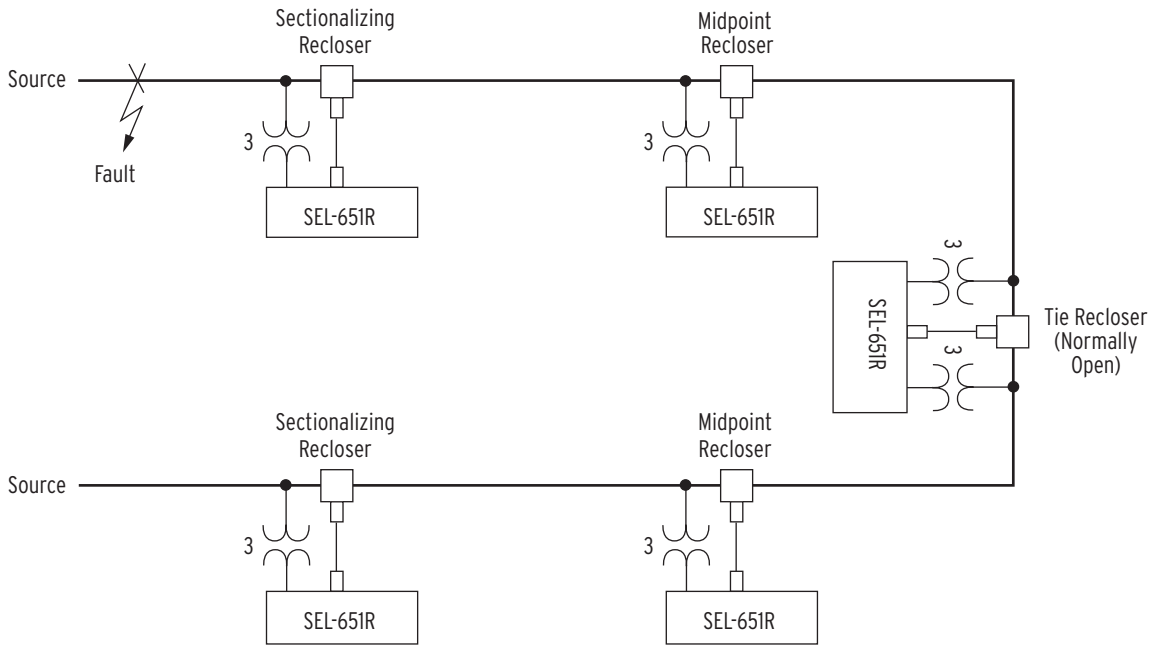 Sectionalizing
Recloser
Midpoint
Recloser
Source
Fault
3
SEL-651R
3
SEL-651R
3
SEL-651R
3
Tie Recloser
(Normally
Open)
Sectionalizing
Recloser
Midpoint
Recloser
Source
3
SEL-651R
3
SEL-651R